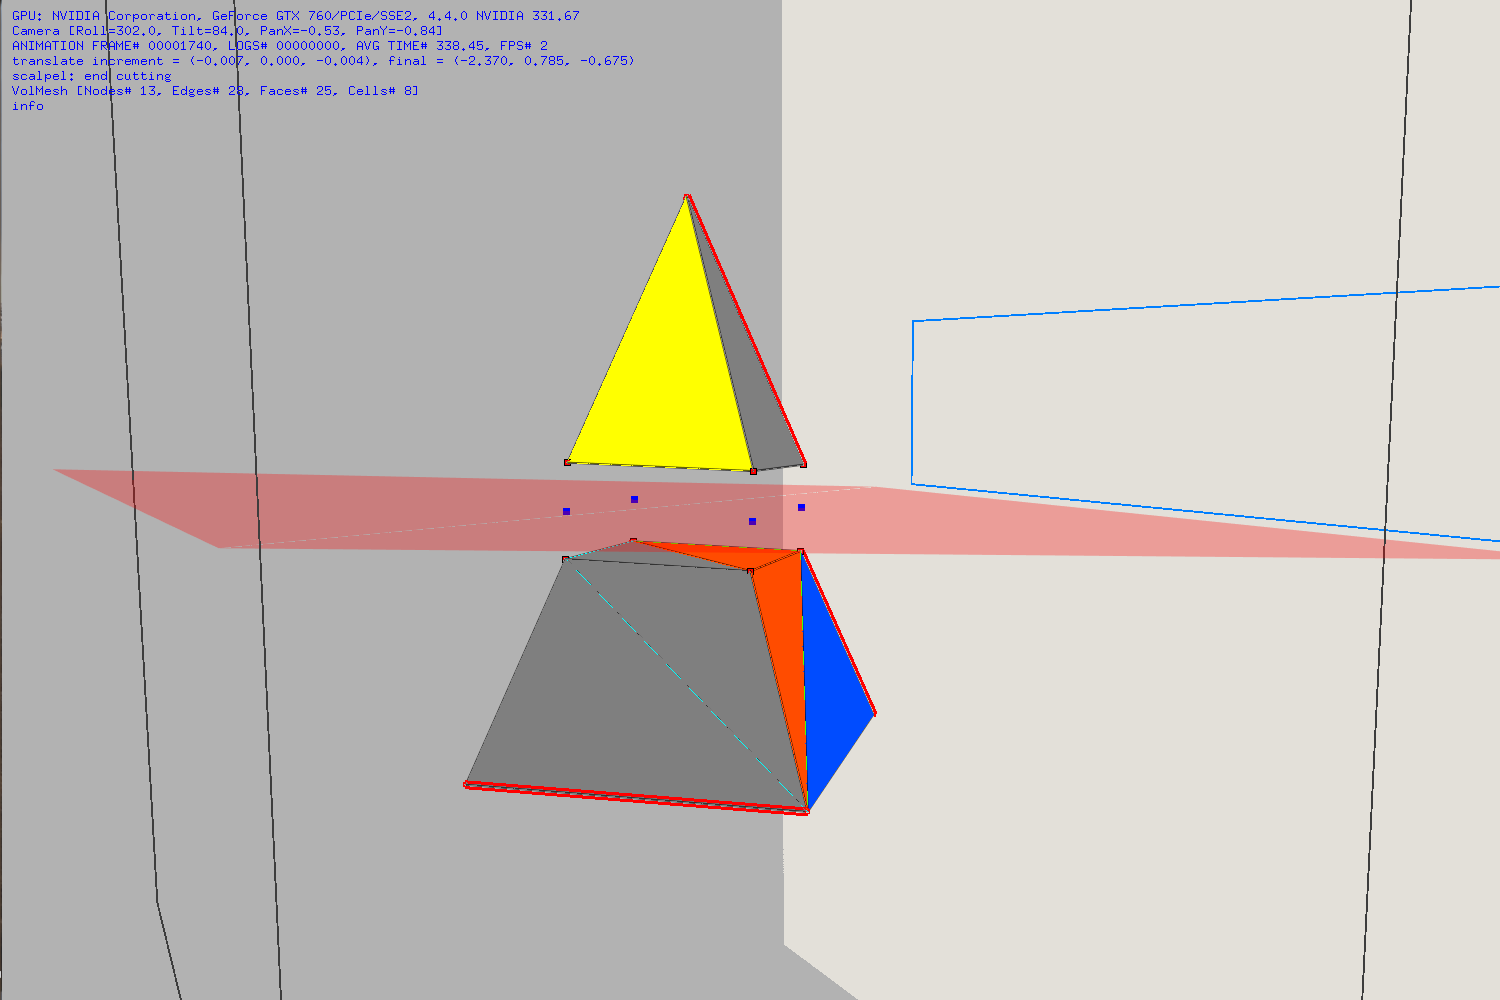 GPU: NVIDIA Corporation, GeForce GTX 760/PCIe/SSE2, 4.4.0 NVIDIA 331.67
Camera [Roll=302.0, Tilt=84.0, PanX=-0.53, PanY=-0.84]
ANIMATION FRAME# 00001740, LOGS# 00000000, AVG TIME# 338.45, FPS# 2
translate increment = (-0.007, 0.000, -0.004), final = (-2.370, 0.785, -0.675)
scalpel: end cutting
VolMesh [Nodes# 13, Edges# 28, Faces# 25, Cells# 8]
info